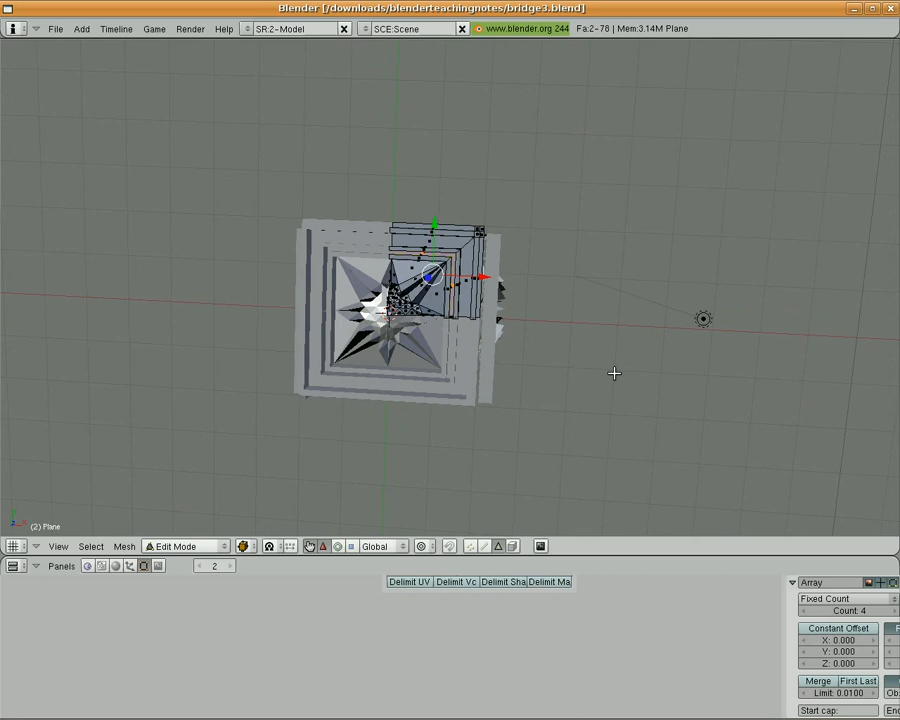 Blender [/downloads/blenderteachingnotes/bridge3.blend]
File Add Timeline Game Render Help SR:2-Model SCE:Scene www.blender.org 244 Fa:2-76 | Mem:3.14M Plane
(2) Plane
View Select Mesh Edit Mode Global
Panels 2
Delimit UV Delimit Vc Delimit Sha Delimit Ma
Array
Fixed Count
Count: 4
Constant Offset
X: 0.000
Y: 0.000
Z: 0.000
Merge First Last
Limit: 0.0100 Ob:
Start cap: End